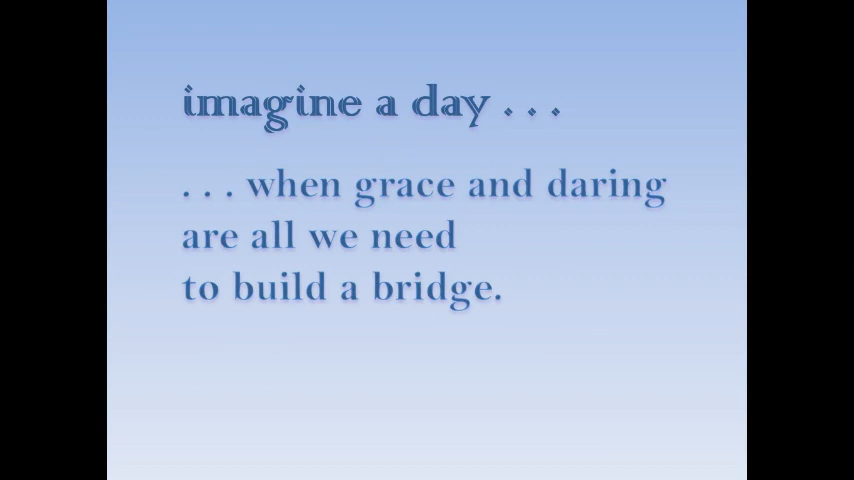 imagine a day . . .
. . . when grace and daring
are all we need
to build a bridge.